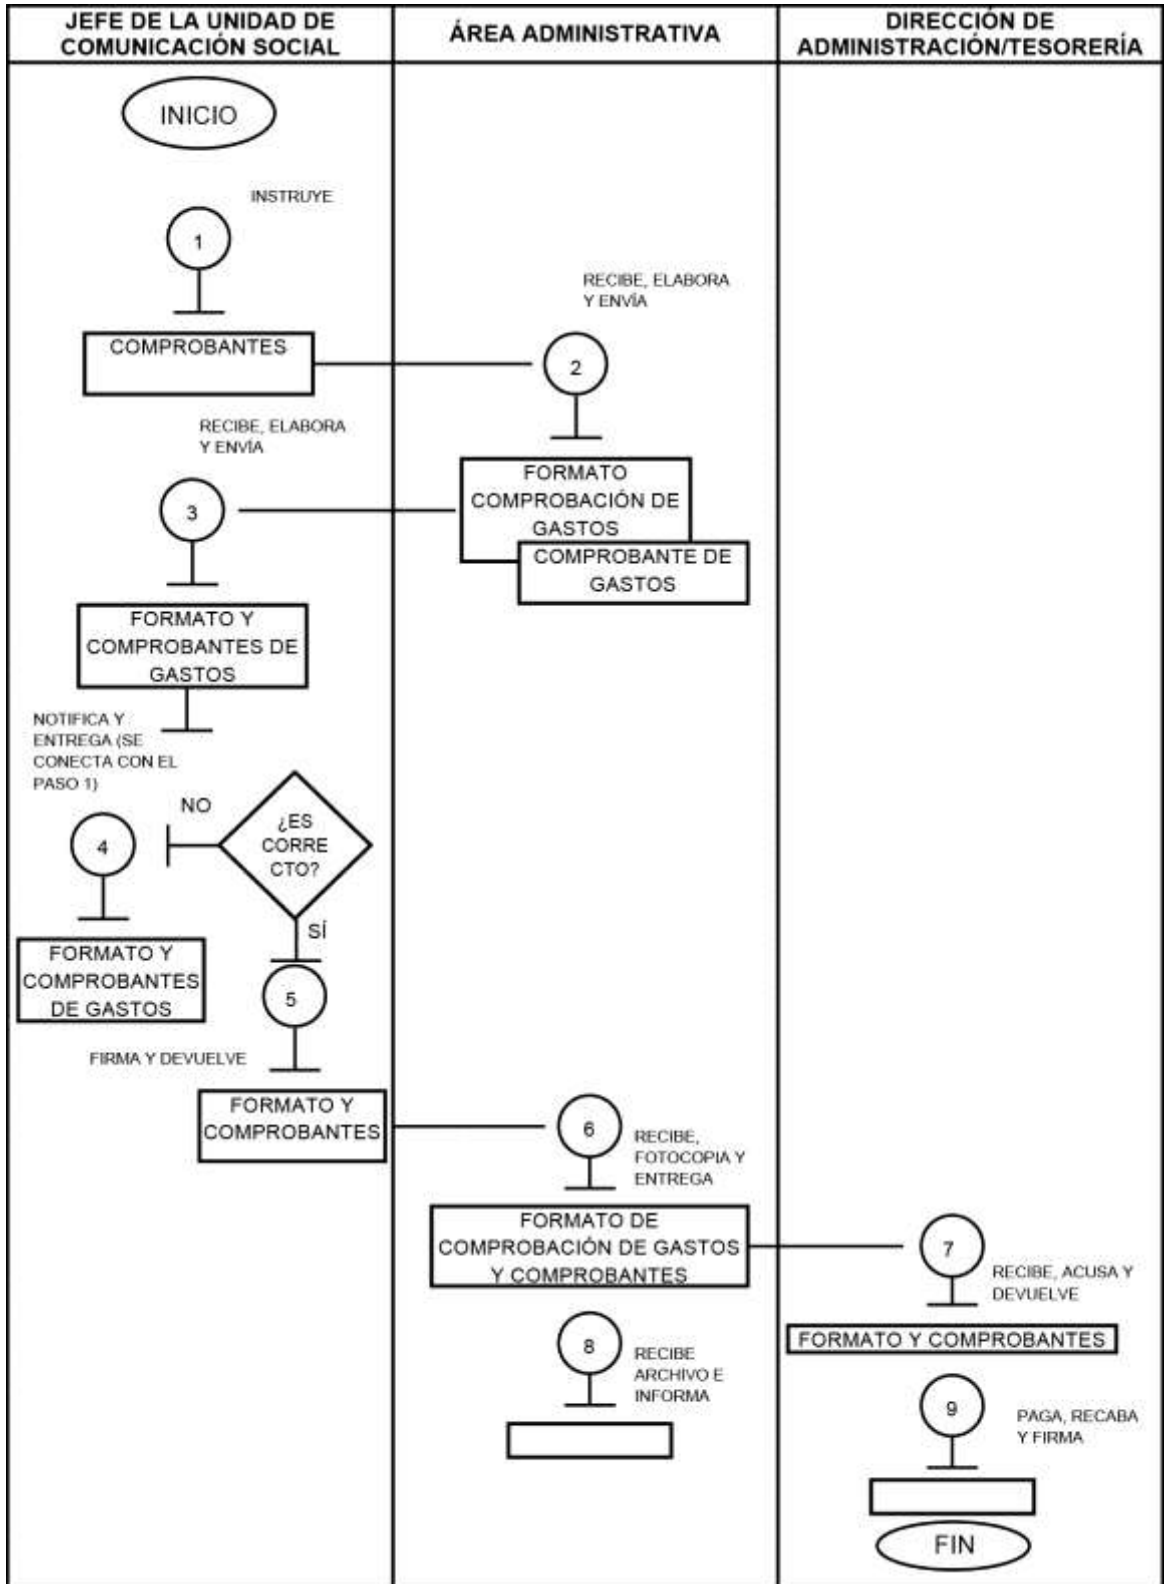 JEFE DE LA UNIDAD DE
COMUNICACIÓN SOCIAL
ÁREA ADMINISTRATIVA
DIRECCIÓN DE
ADMINISTRACIÓN/TESORERÍA
INICIO
INSTRUYE
1
COMPROBANTES
RECIBE, ELABORA
Y ENVÍA
2
FORMATO
COMPROBACIÓN DE
GASTOS
COMPROBANTE DE
GASTOS
RECIBE, ELABORA
Y ENVÍA
3
FORMATO Y
COMPROBANTES DE
GASTOS
NOTIFICA Y
ENTREGA (SE
CONECTA CON EL
PASO 1)
NO
¿ES
CORRE
CTO?
4
FORMATO Y
COMPROBANTES
DE GASTOS
SÍ
5
FIRMA Y DEVUELVE
FORMATO Y
COMPROBANTES
6
RECIBE,
FOTOCOPIA Y
ENTREGA
FORMATO DE
COMPROBACIÓN DE GASTOS
Y COMPROBANTES
7
RECIBE, ACUSA Y
DEVUELVE
FORMATO Y COMPROBANTES
8
RECIBE
ARCHIVO E
INFORMA
9
PAGA, RECABA
Y FIRMA
FIN